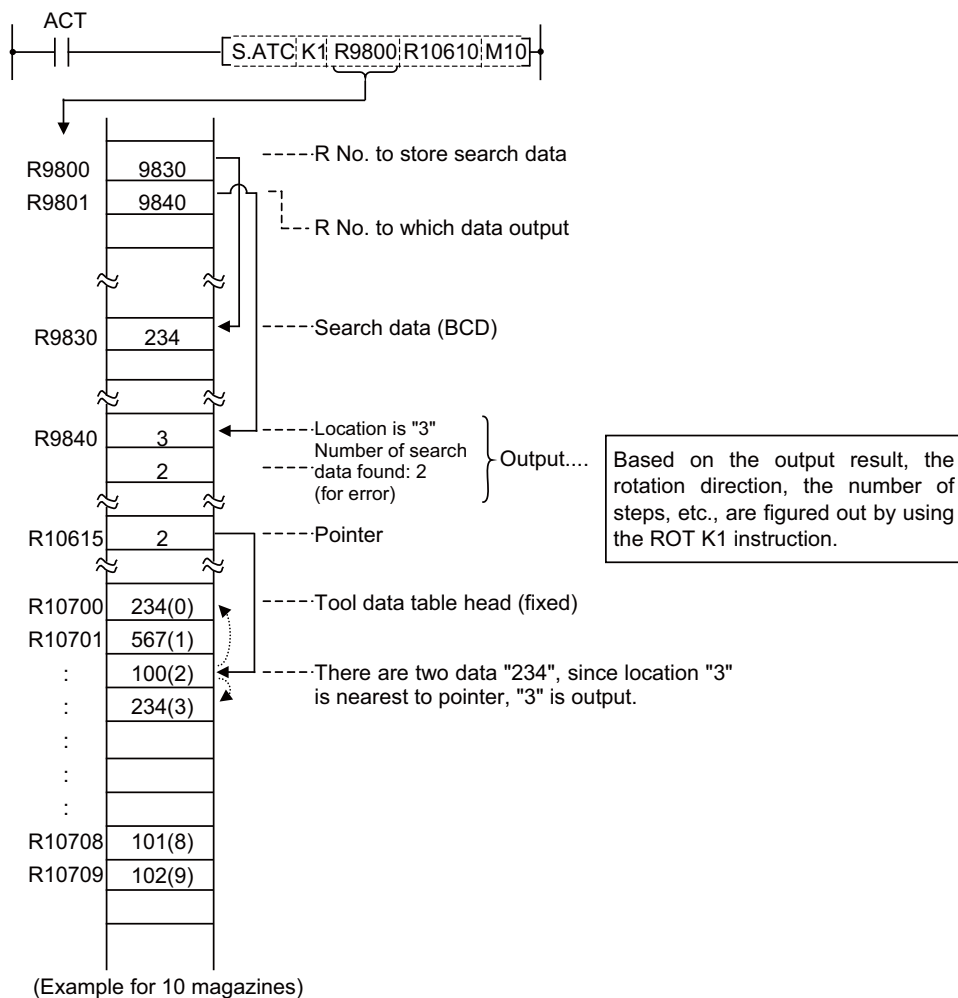 ACT
S.ATC K1 R9800 R10610 M10
R9800 9830 R No. to store search data
R9801 9840
R No. to which data output
R9830 234 Search data (BCD)
R9840 3 Location is "3"
Number of search
2 data found: 2
(for error)
Output....
Based on the output result, the
rotation direction, the number of
steps, etc., are figured out by using
the ROT K1 instruction.
R10615 2 Pointer
R10700 234(0) Tool data table head (fixed)
R10701 567(1)
: 100(2) There are two data "234", since location "3"
: 234(3) is nearest to pointer, "3" is output.
:
:
:
R10708 101(8)
R10709 102(9)
(Example for 10 magazines)